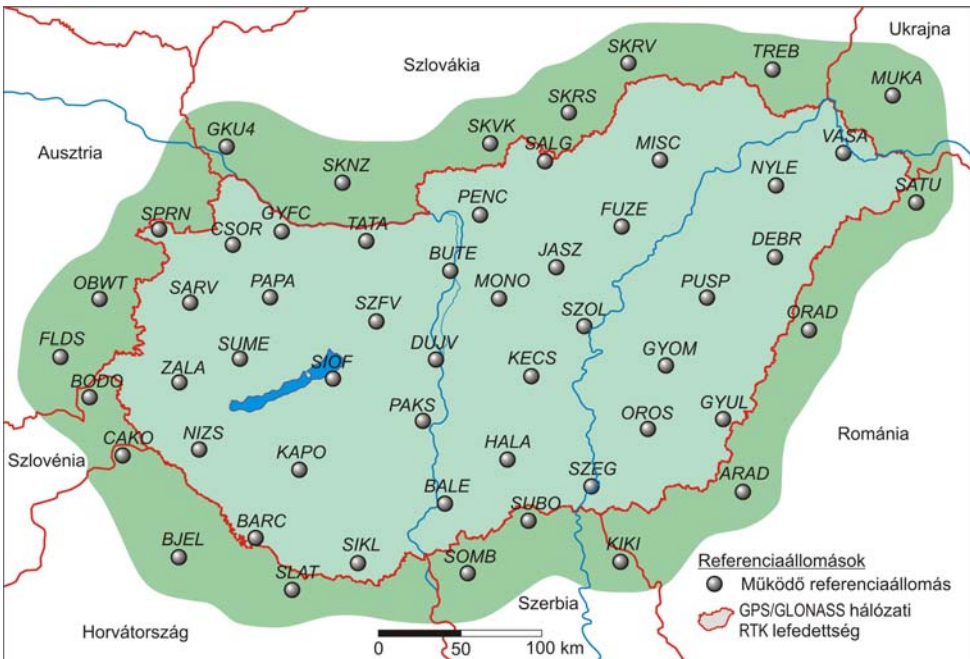 Ukrajna
SKRV
TREB
Szlovákia
MUKA
SKRS
GKU4
SKVK
VASA
Ausztria
SALG
MISC
SKNZ
NYLE
SATU
PENC
SPRN
GYFC
FUZE
CSOR
TATA
DEBR
BUTE
JASZ
OBWT
SARV
PAPA
MONO
PUSP
SZFV
SZOL
ORAD
FLDS
SUME
DUJV
ZALA
SIOF
KECS
GYOM
BODO
PAKS
OROS
GYUL
CAKO
NIZS
HALA
Románia
Szlovénia
KAPO
SZEG
ARAD
BALE
SUBO
BARC
BJEL
SIKL
SOMB
KIKI
SLAT
Szerbia
Horvátország
Referenciaállomások
Működő referenciaállomás
GPS/GLONASS hálózati
RTK lefedettség
0 50 100 km